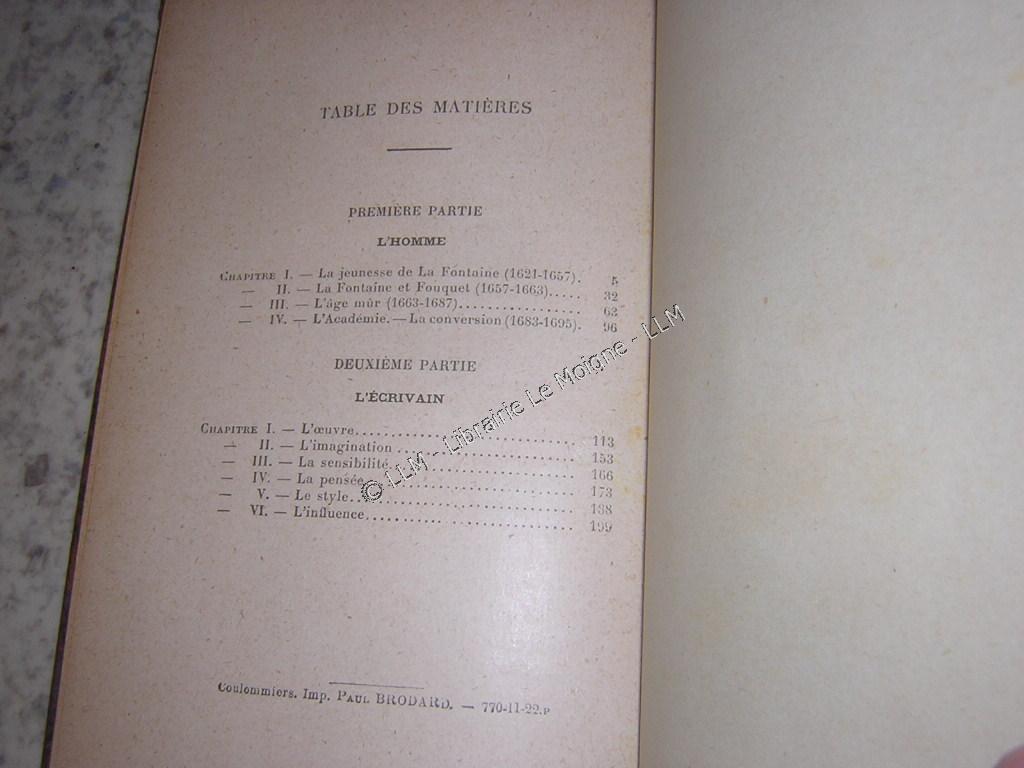 TABLE DES MATIÈRES
PREMIÈRE PARTIE
L'HOMME
CHAPITRE I. — La jeunesse de La Fontaine (1621-1657). 5
— II. — La Fontaine et Fouquet (1657-1663)..... 32
— III. — L'âge mûr (1663-1687)..................... 63
— IV. — L'Académie. — La conversion (1683-1695). 96
DEUXIÈME PARTIE
L'ÉCRIVAIN
CHAPITRE I. — L'œuvre.............................. 113
— II. — L'imagination........................ 153
— III. — La sensibilité........................ 166
— IV. — La pensée........................... 173
— V. — Le style.............................. 188
— VI. — L'influence........................... 199
Coulommiers. Imp. PAUL BRODARD. — 770-11-22.P
© LLM - Librairie Le Moigne - LLM